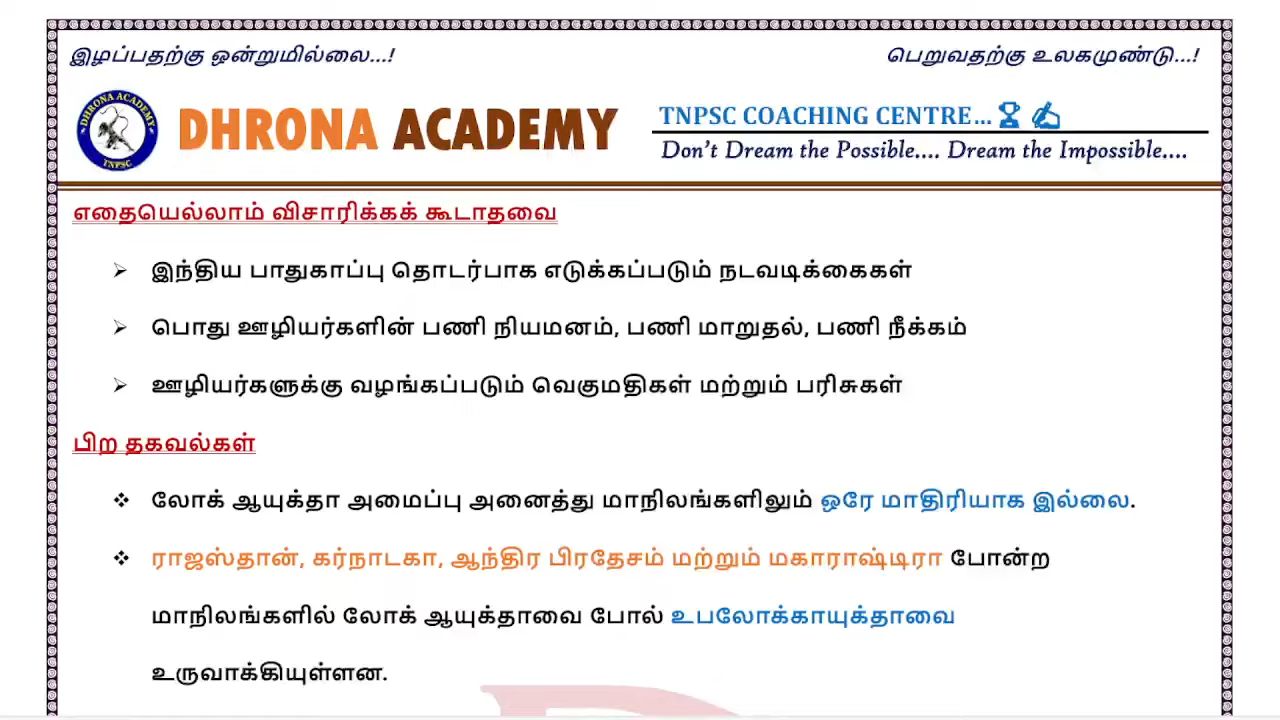 இழப்பதற்கு ஒன்றுமில்லை...! பெறுவதற்கு உலகமுண்டு...!
DHRONA ACADEMY
TNPSC
DHRONA ACADEMY
TNPSC COACHING CENTRE...
Don't Dream the Possible.... Dream the Impossible....
எதையெல்லாம் விசாரிக்கக் கூடாதவை
➢ இந்திய பாதுகாப்பு தொடர்பாக எடுக்கப்படும் நடவடிக்கைகள்
➢ பொது ஊழியர்களின் பணி நியமனம், பணி மாறுதல், பணி நீக்கம்
➢ ஊழியர்களுக்கு வழங்கப்படும் வெகுமதிகள் மற்றும் பரிசுகள்
பிற தகவல்கள்
❖ லோக் ஆயுக்தா அமைப்பு அனைத்து மாநிலங்களிலும் ஒரே மாதிரியாக இல்லை.
❖ ராஜஸ்தான், கர்நாடகா, ஆந்திர பிரதேசம் மற்றும் மகாராஷ்டிரா போன்ற
மாநிலங்களில் லோக் ஆயுக்தாவை போல் உபலோக்காயுக்தாவை
உருவாக்கியுள்ளன.